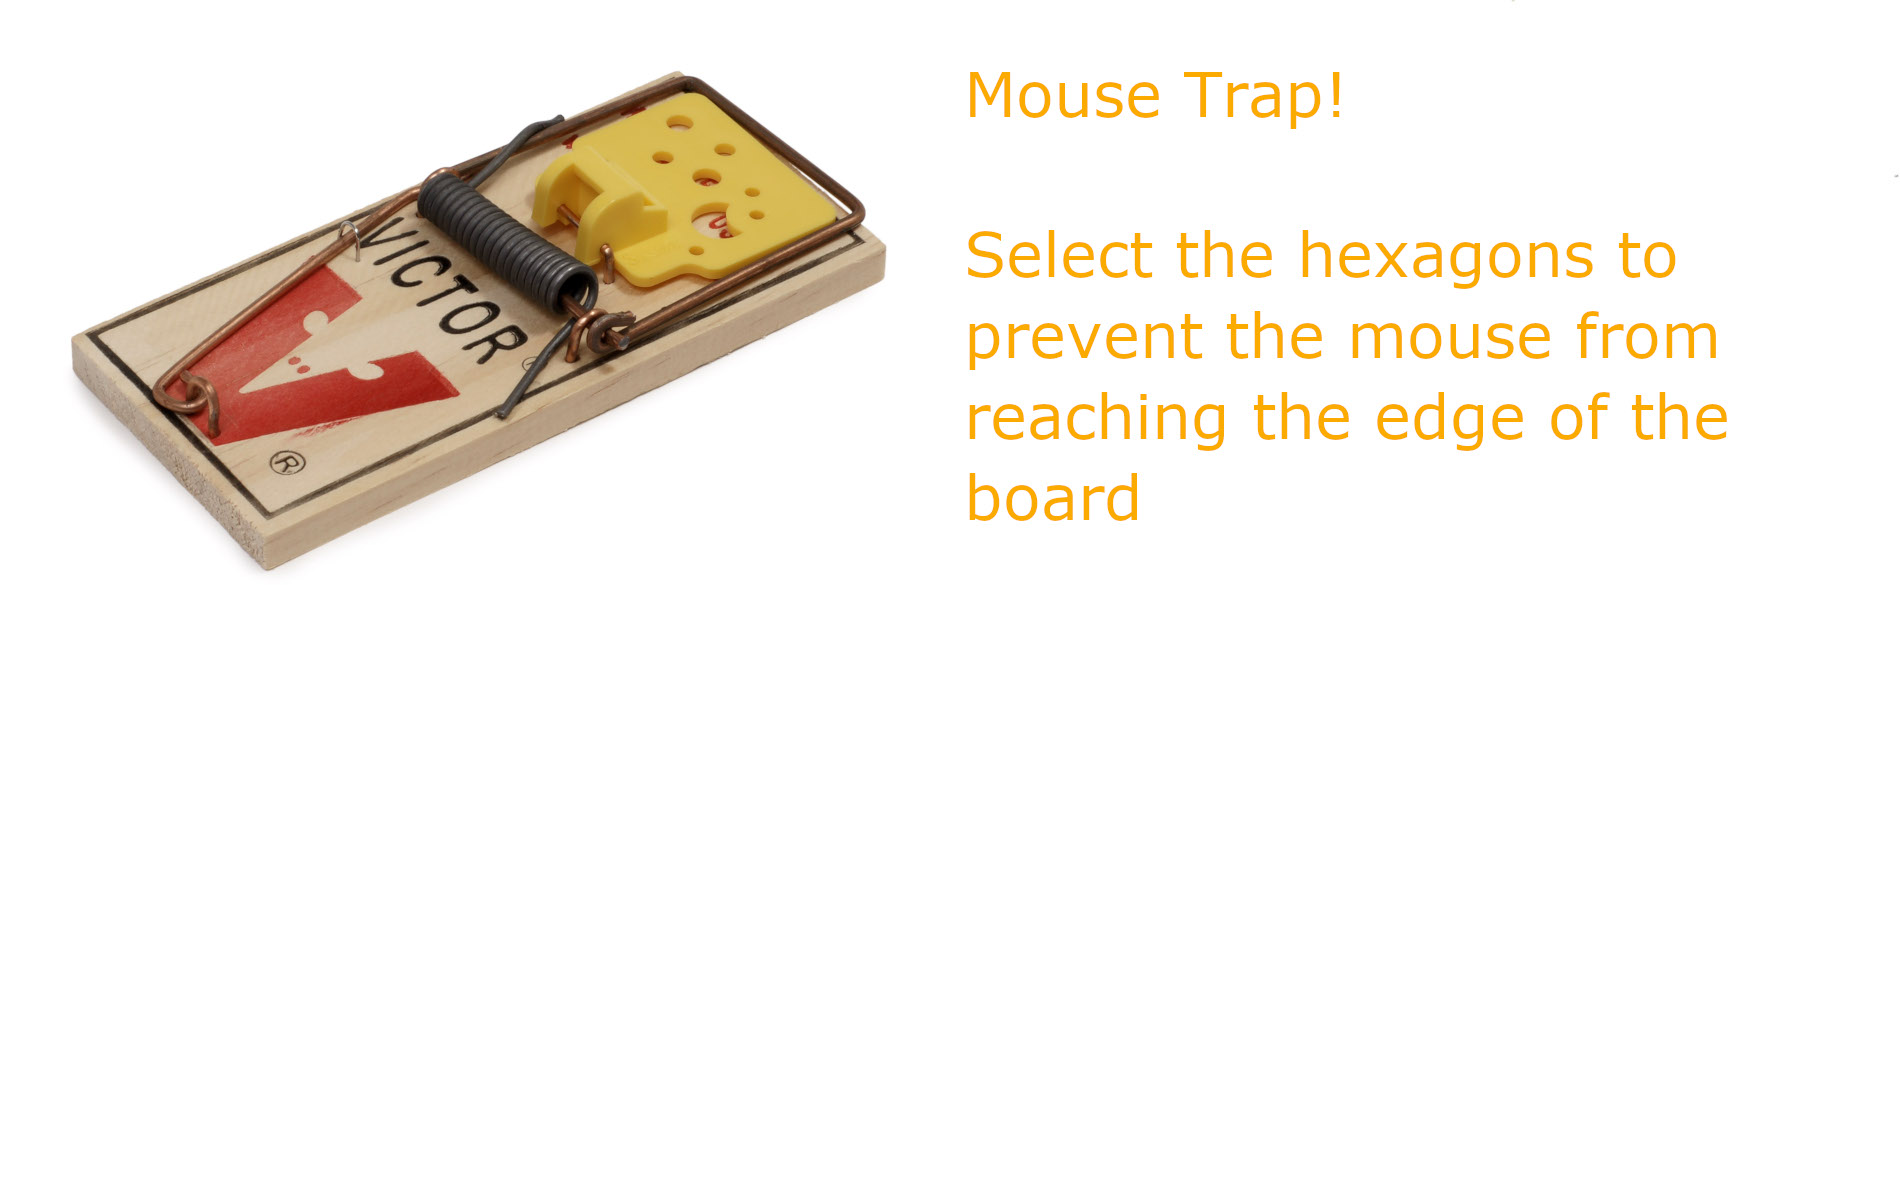 VICTOR
®
Mouse Trap!
Select the hexagons to
prevent the mouse from
reaching the edge of the
board